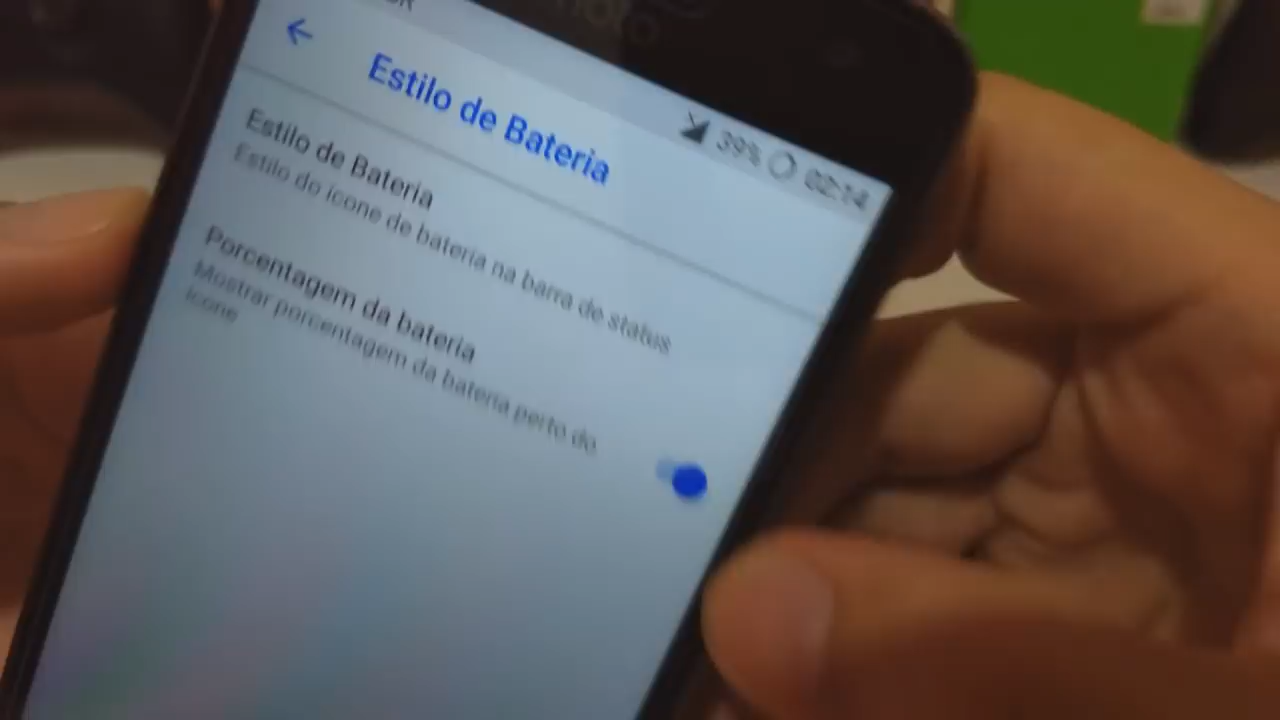 39% 02:14
Estilo de Bateria
Estilo de Bateria
Estilo do ícone de bateria na barra de status
Porcentagem da bateria
Mostrar porcentagem da bateria perto do
ícone